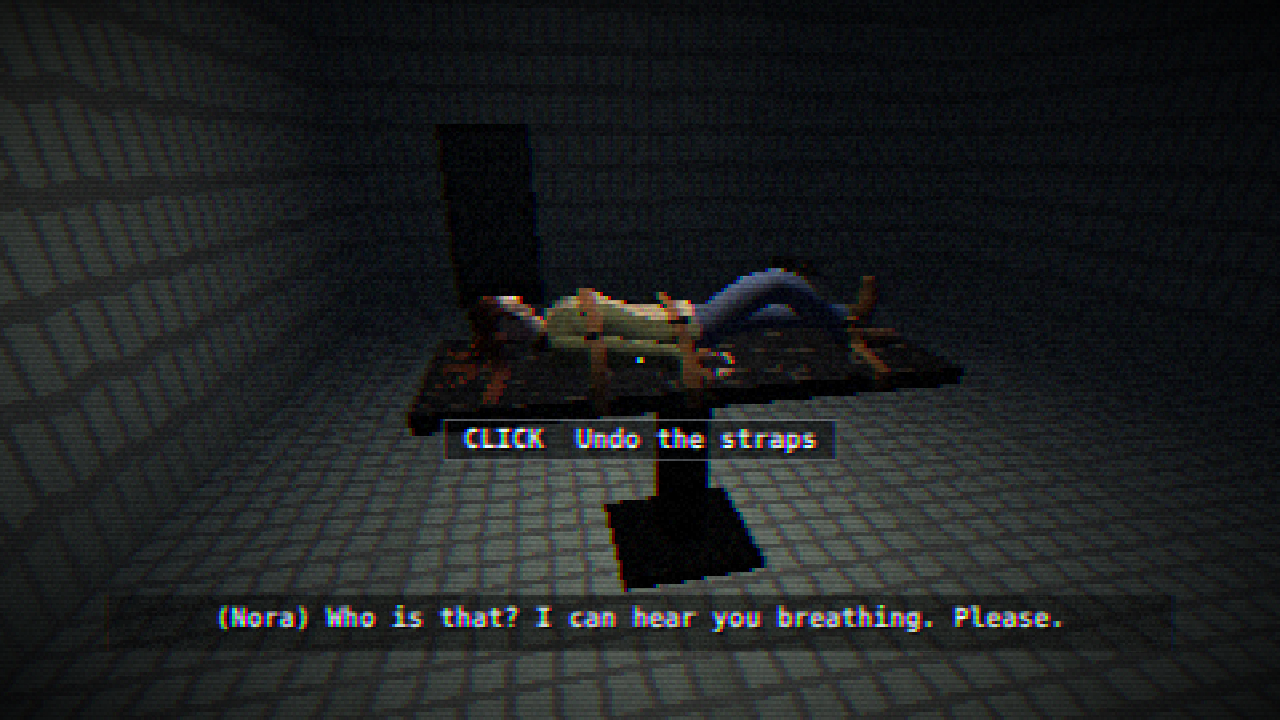 CLICK Undo the straps
(Nora) Who is that? I can hear you breathing. Please.